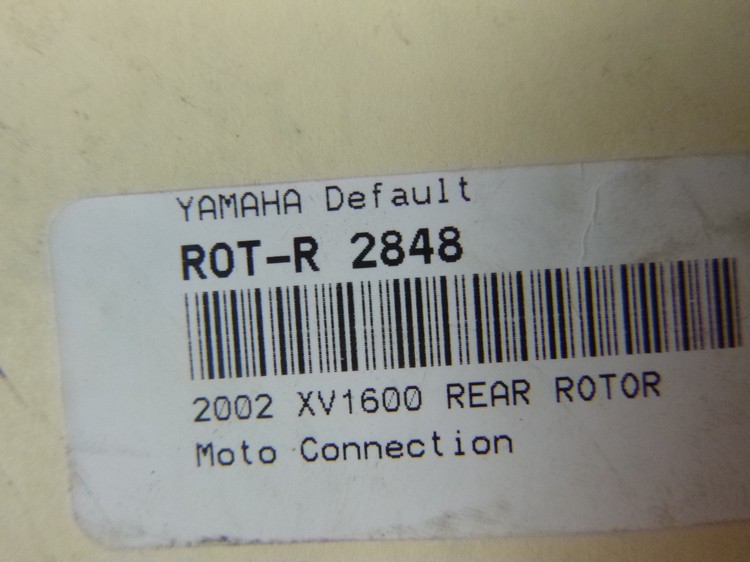 YAMAHA Default
ROT-R 2848
2002 XV1600 REAR ROTOR
Moto Connection